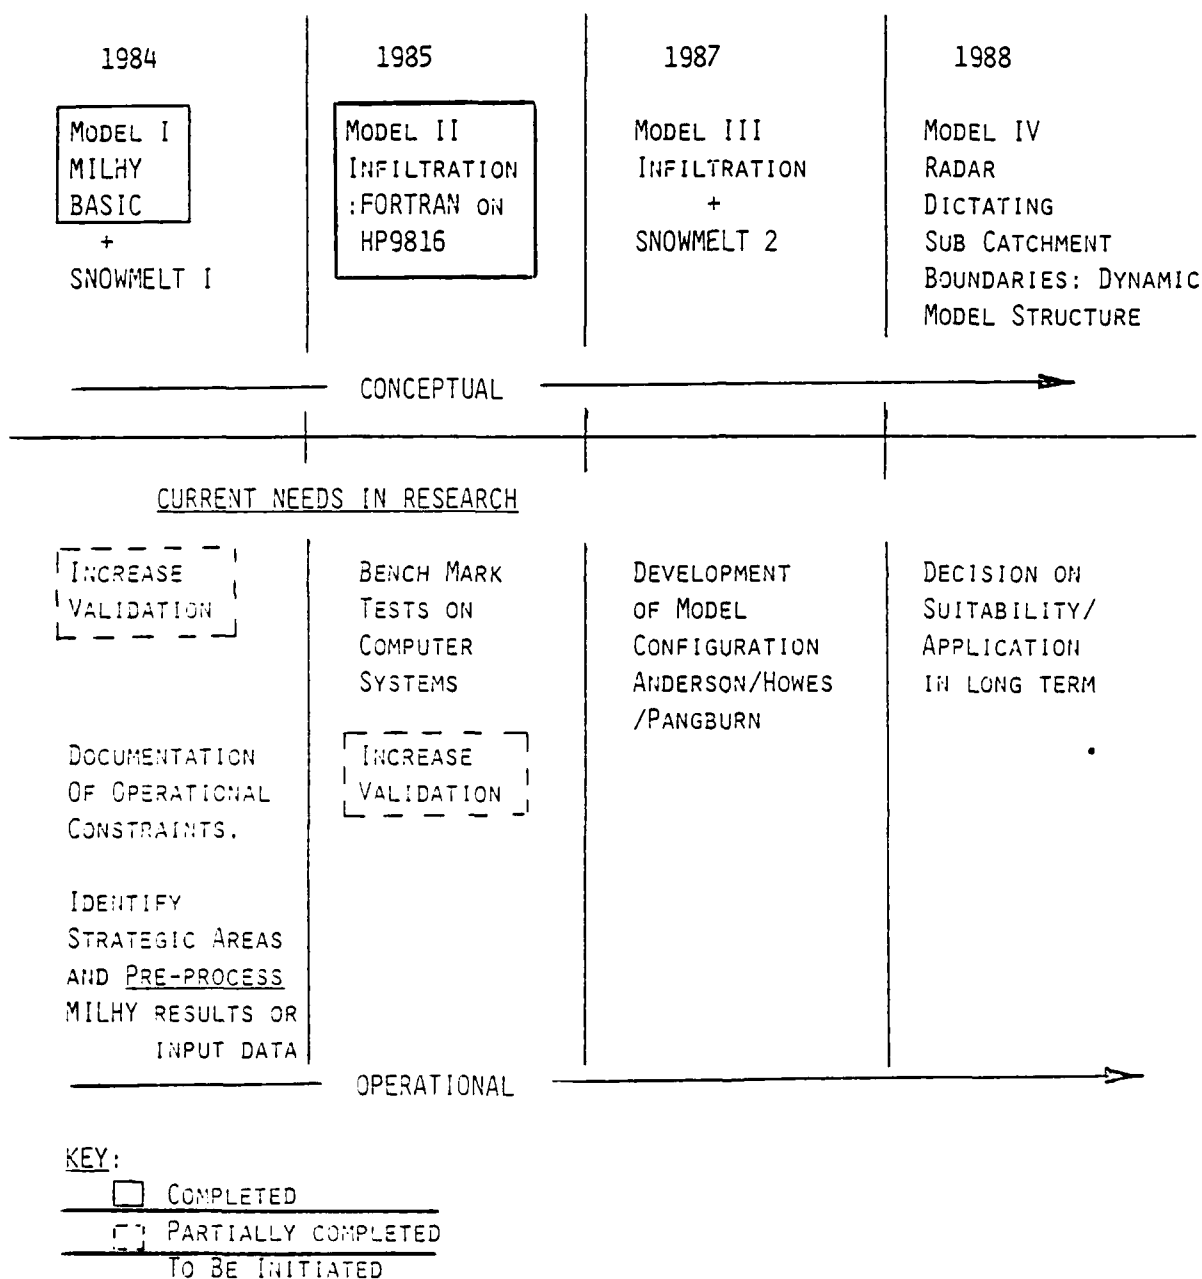 1984
MODEL I
MILHY
BASIC
+
SNOWMELT I
1985
MODEL II
INFILTRATION
:FORTRAN ON
HP9816
1987
MODEL III
INFILTRATION
+
SNOWMELT 2
1988
MODEL IV
RADAR
DICTATING
SUB CATCHMENT
BOUNDARIES: DYNAMIC
MODEL STRUCTURE
CONCEPTUAL
CURRENT NEEDS IN RESEARCH
INCREASE
VALIDATION
DOCUMENTATION
OF OPERATIONAL
CONSTRAINTS.
IDENTIFY
STRATEGIC AREAS
AND PRE-PROCESS
MILHY RESULTS OR
INPUT DATA
BENCH MARK
TESTS ON
COMPUTER
SYSTEMS
INCREASE
VALIDATION
DEVELOPMENT
OF MODEL
CONFIGURATION
ANDERSON/HOWES
/PANGBURN
DECISION ON
SUITABILITY/
APPLICATION
IN LONG TERM
OPERATIONAL
KEY:
COMPLETED
PARTIALLY COMPLETED
TO BE INITIATED